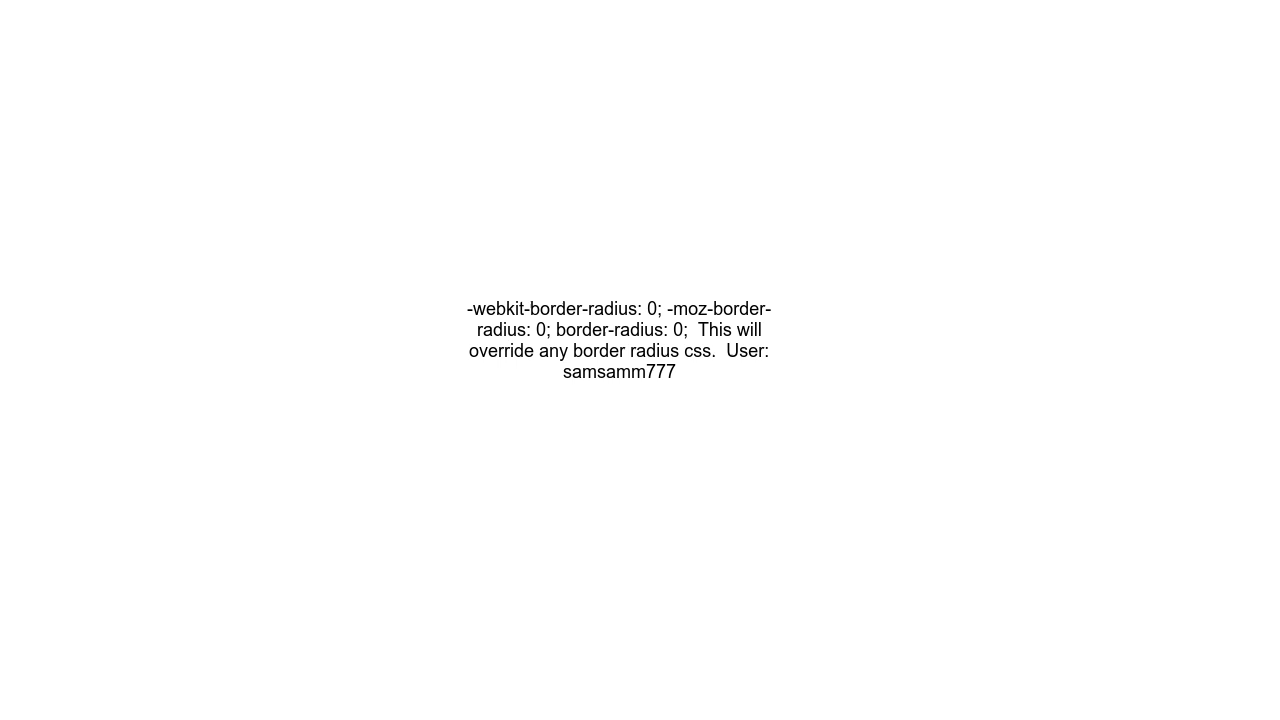 -webkit-border-radius: 0; -moz-border-
radius: 0; border-radius: 0;  This will
override any border radius css.  User:
samsamm777